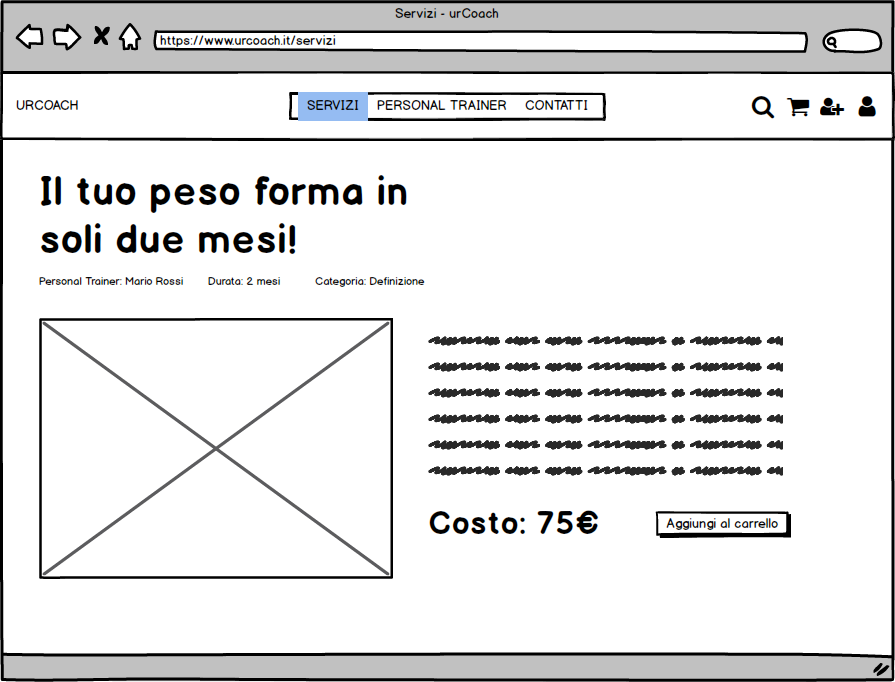 Servizi - urCoach
https://www.urcoach.it/servizi
URCOACH
SERVIZI PERSONAL TRAINER CONTATTI
Il tuo peso forma in
soli due mesi!
Personal Trainer: Mario Rossi Durata: 2 mesi Categoria: Definizione
Costo: 75€ Aggiungi al carrello